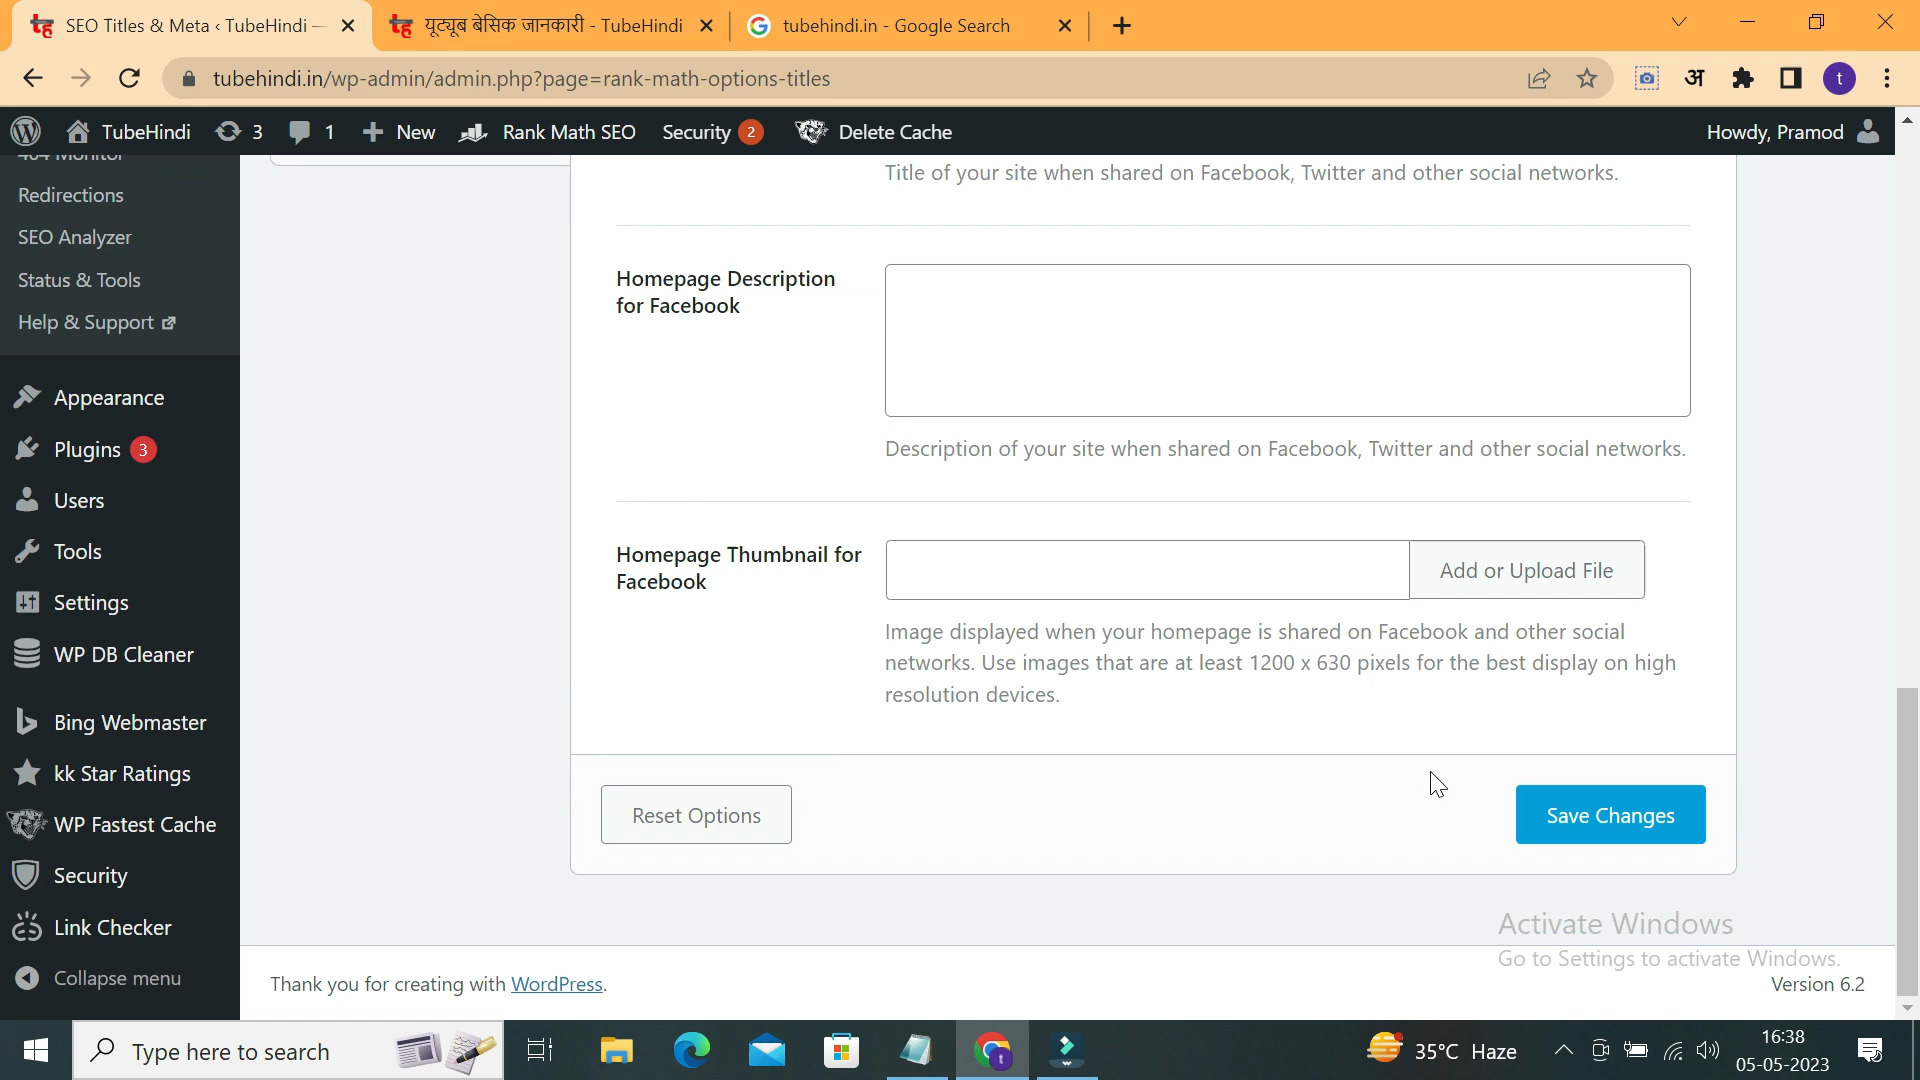 SEO Titles & Meta ‹ TubeHindi —
यूट्यूब बेसिक जानकारी - TubeHindi
tubehindi.in - Google Search
tubehindi.in/wp-admin/admin.php?page=rank-math-options-titles
अ
t
TubeHindi
3
1
New
Rank Math SEO
Security 2
Delete Cache
Howdy, Pramod
404 Monitor
Redirections
SEO Analyzer
Status & Tools
Help & Support
Appearance
Plugins 3
Users
Tools
Settings
WP DB Cleaner
Bing Webmaster
kk Star Ratings
WP Fastest Cache
Security
Link Checker
Collapse menu
Title of your site when shared on Facebook, Twitter and other social networks.
Homepage Description
for Facebook
Description of your site when shared on Facebook, Twitter and other social networks.
Homepage Thumbnail for
Facebook
Add or Upload File
Image displayed when your homepage is shared on Facebook and other social
networks. Use images that are at least 1200 x 630 pixels for the best display on high
resolution devices.
Reset Options
Save Changes
Activate Windows
Go to Settings to activate Windows.
Thank you for creating with WordPress.
Version 6.2
Type here to search
35°C Haze
16:38
05-05-2023